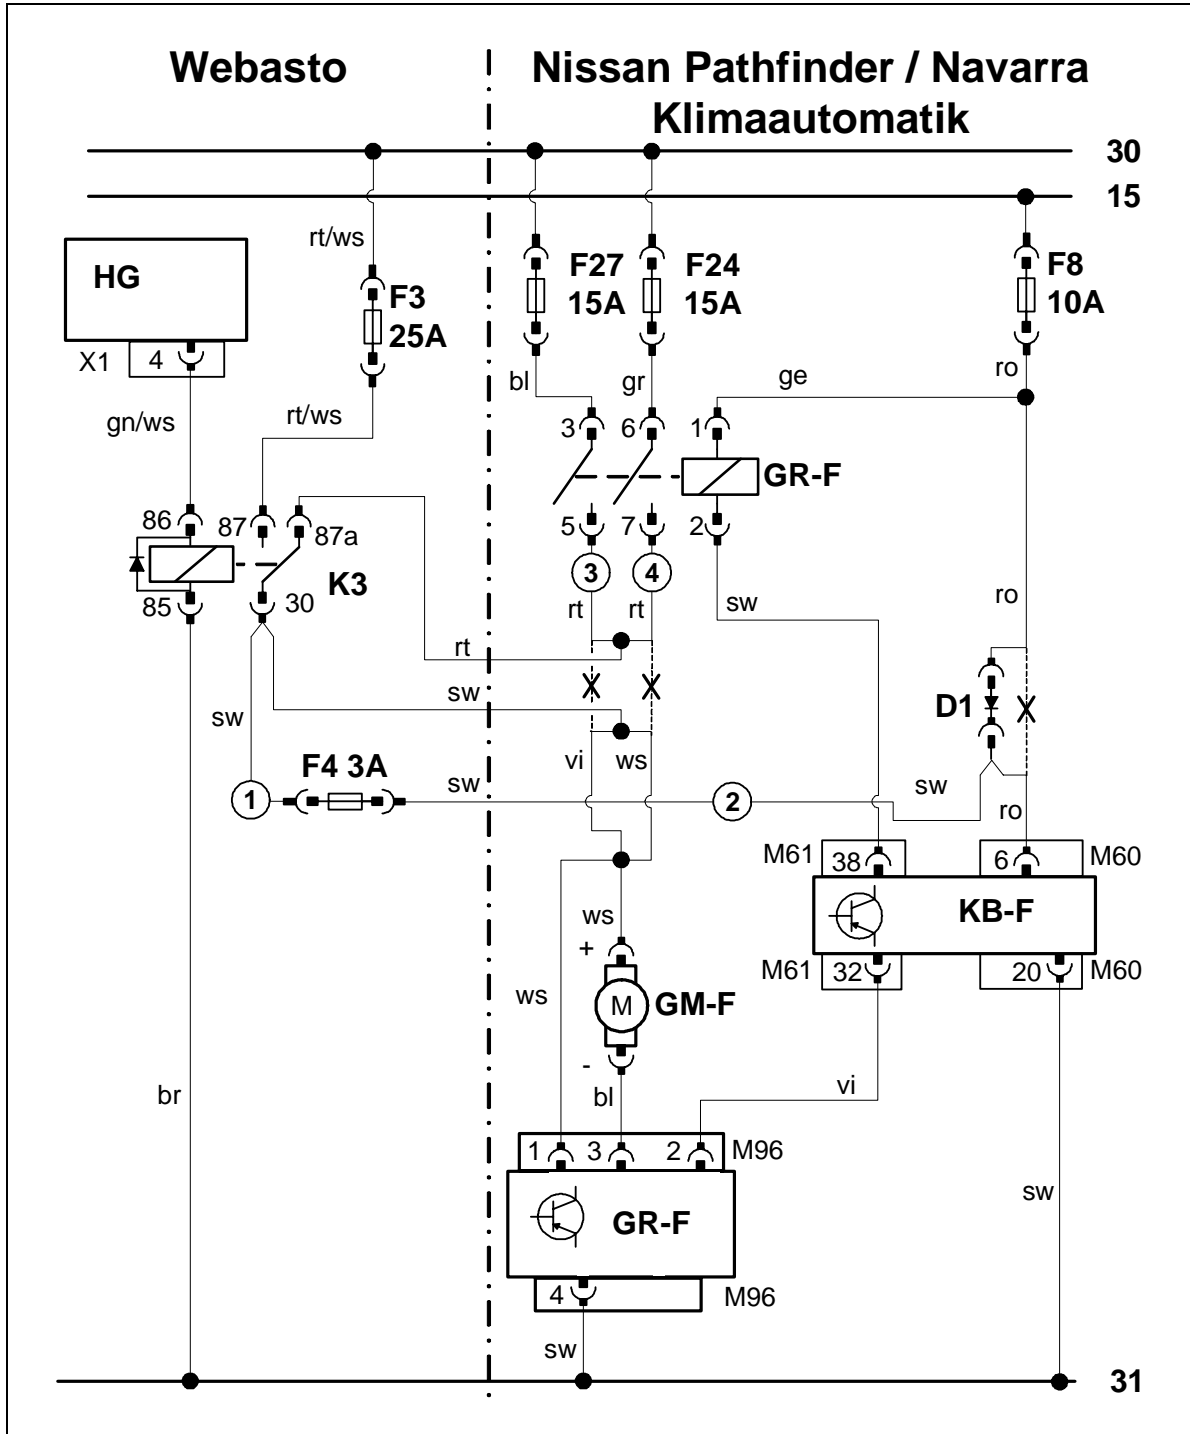 Webasto
Nissan Pathfinder / Navarra
Klimaautomatik
30
15
rt/ws
HG
F3
25A
F27
15A
F24
15A
F8
10A
X1
4
gn/ws
rt/ws
bl
gr
ge
ro
3
6
1
GR-F
86
87
87a
K3
85
30
5
7
2
3
4
rt
rt
sw
ro
rt
sw
sw
D1
vi
ws
F4 3A
1
sw
2
sw
ro
M61
38
6
M60
KB-F
M61
32
20
M60
ws
+
ws
M
GM-F
-
bl
vi
br
1
3
2
M96
GR-F
sw
4
M96
sw
31